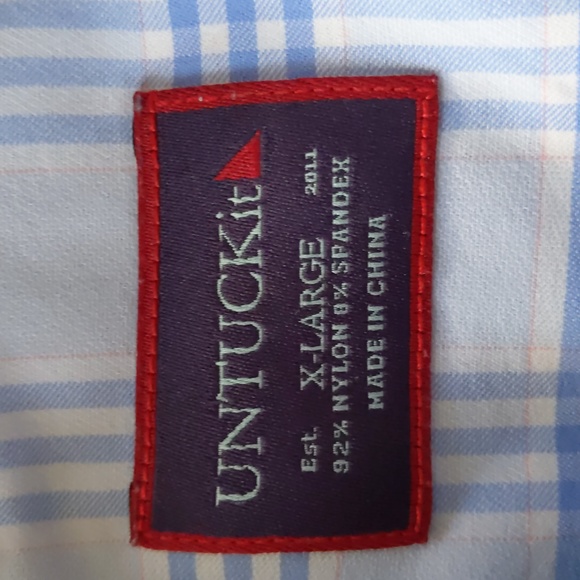 UNTUCKit
Est. X-LARGE 2011
92% NYLON 8% SPANDEX
MADE IN CHINA